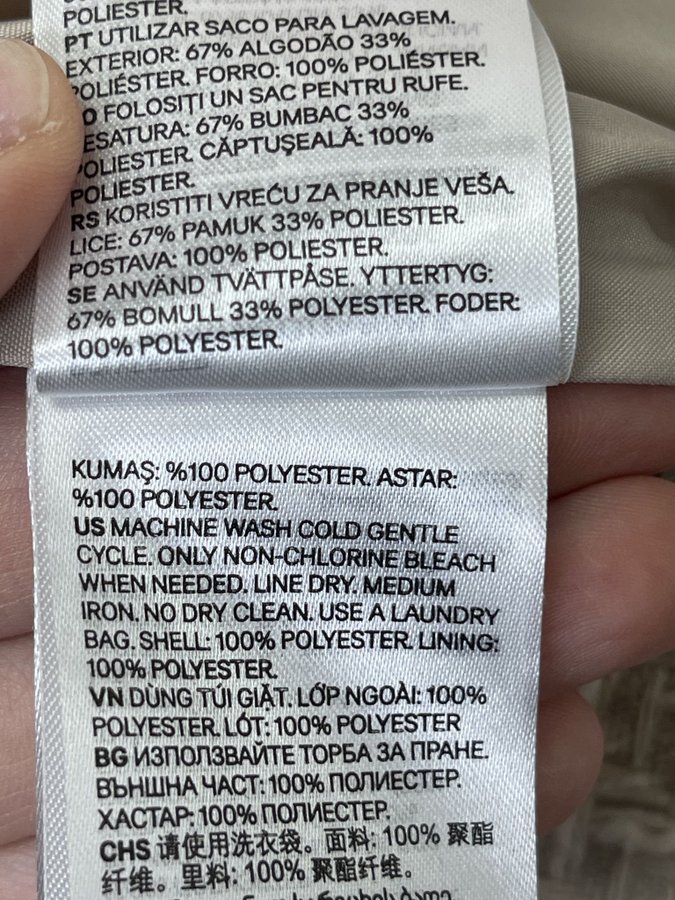 POLIESTER.
PT UTILIZAR SACO PARA LAVAGEM.
EXTERIOR: 67% ALGODÃO 33%
POLIÉSTER. FORRO: 100% POLIÉSTER.
O FOLOSIȚI UN SAC PENTRU RUFE.
ESATURA: 67% BUMBAC 33%
POLIESTER. CĂPTUȘEALĂ: 100%
POLIESTER.
RS KORISTITI VREĆU ZA PRANJE VEŠA.
LICE: 67% PAMUK 33% POLIESTER.
POSTAVA: 100% POLIESTER.
SE ANVÄND TVÄTTPÅSE. YTTERTYG:
67% BOMULL 33% POLYESTER. FODER:
100% POLYESTER.
KUMAŞ: %100 POLYESTER. ASTAR:
%100 POLYESTER.
US MACHINE WASH COLD GENTLE
CYCLE. ONLY NON-CHLORINE BLEACH
WHEN NEEDED. LINE DRY. MEDIUM
IRON. NO DRY CLEAN. USE A LAUNDRY
BAG. SHELL: 100% POLYESTER. LINING:
100% POLYESTER.
VN DÙNG TÚI GIẶT. LỚP NGOÀI: 100%
POLYESTER. LÓT: 100% POLYESTER
BG ИЗПОЛЗВАЙТЕ ТОРБА ЗА ПРАНЕ.
ВЪНШНА ЧАСТ: 100% ПОЛИЕСТЕР.
ХАСТАР: 100% ПОЛИЕСТЕР.
CHS 请使用洗衣袋。面料: 100% 聚酯
纤维。里料: 100% 聚酯纤维。